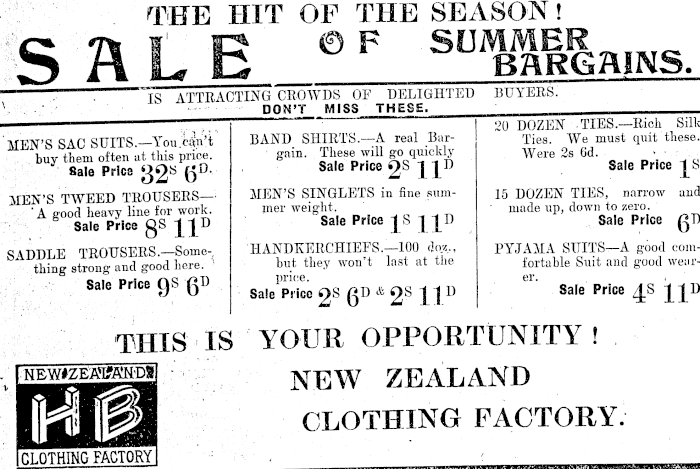 THE HIT OF THE SEASON!
SALE OF SUMMER
BARGAINS.
IS ATTRACTING CROWDS OF DELIGHTED BUYERS.
DON'T MISS THESE.
MEN'S SAC SUITS.—You can't
buy them often at this price.
Sale Price 32S 6D.
MEN'S TWEED TROUSERS—
A good heavy line for work.
Sale Price 8S 11D
SADDLE TROUSERS.—Some-
thing strong and good here.
Sale Price 9S 6D
BAND SHIRTS.—A real Bar-
gain. These will go quickly
Sale Price 2S 11D
MEN'S SINGLETS in fine sum-
mer weight.
Sale Price 1S 11D
HANDKERCHIEFS.—100 doz.,
but they won't last at the
price.
Sale Price 2S 6D & 2S 11D
20 DOZEN TIES.—Rich Silk
Ties. We must quit these.
Were 2s 6d.
Sale Price 1S
15 DOZEN TIES, narrow and
made up, down to zero.
Sale Price 6D
PYJAMA SUITS—A good com-
fortable Suit and good wear-
er.
Sale Price 4S 11D
THIS IS YOUR OPPORTUNITY!
NEW ZEALAND
HB
CLOTHING FACTORY
NEW ZEALAND
CLOTHING FACTORY.